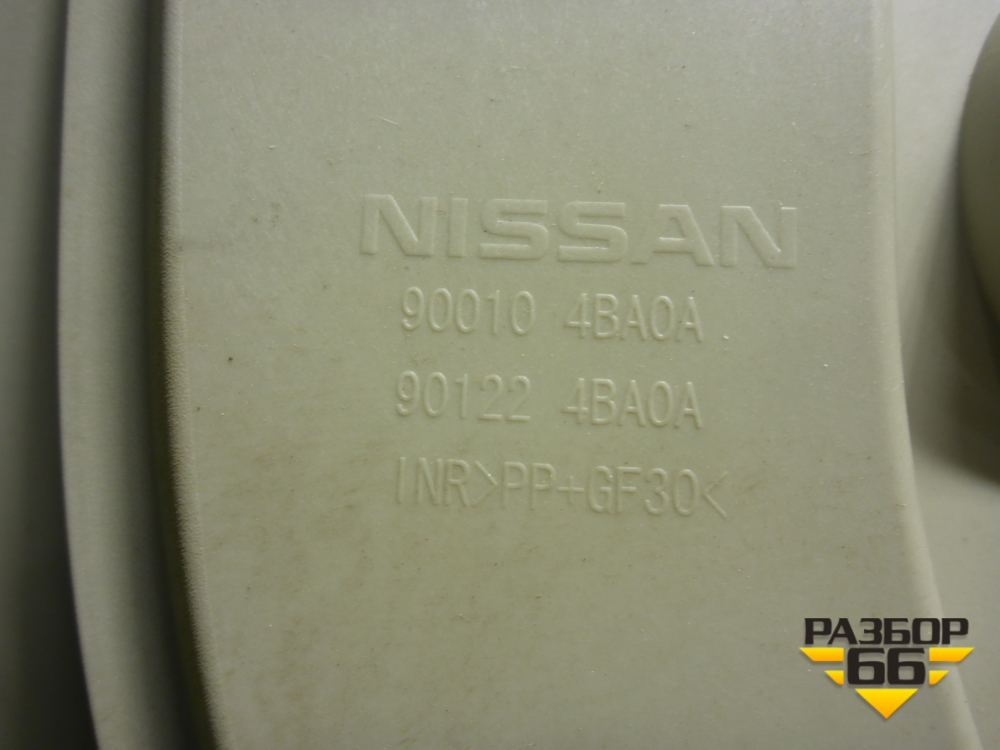 NISSAN
90010 4BA0A
90122 4BA0A
INR>PP+GF30<
РАЗБОР
66